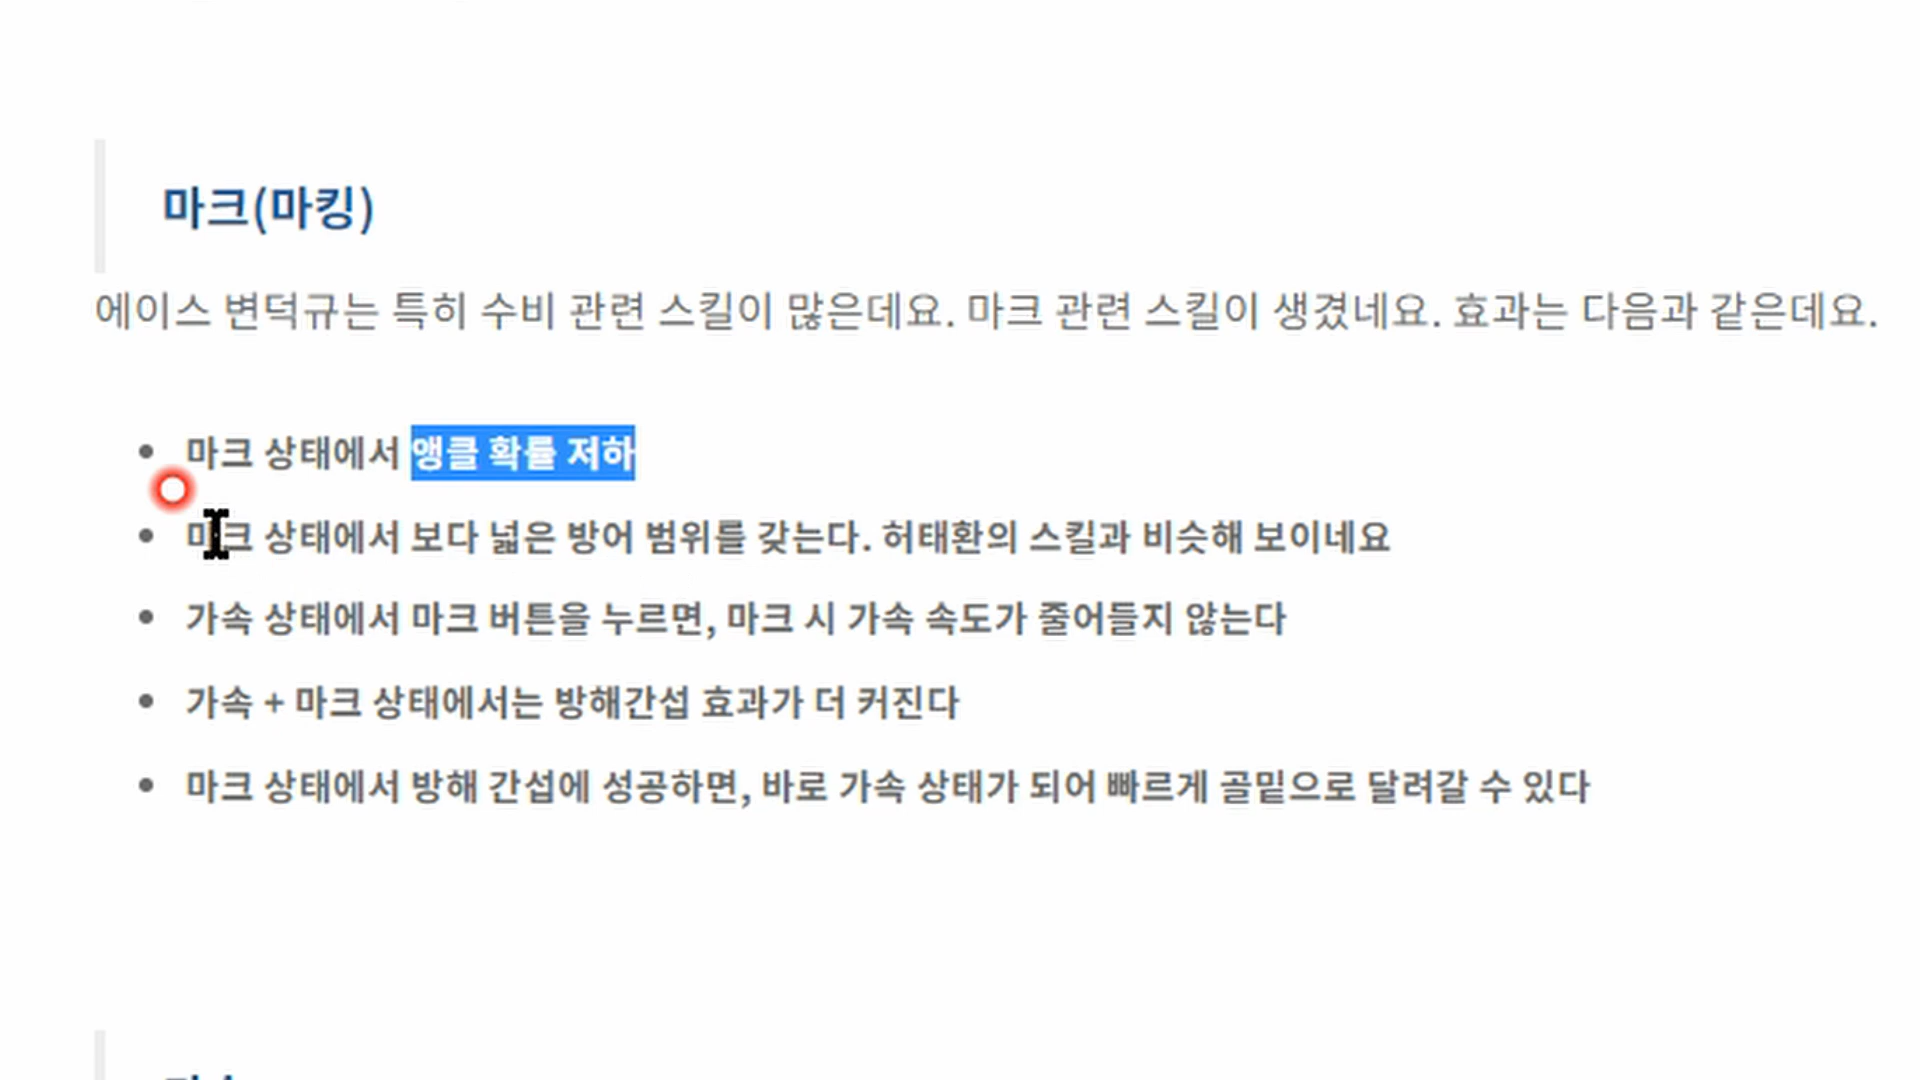 마크(마킹)
에이스 변덕규는 특히 수비 관련 스킬이 많은데요. 마크 관련 스킬이 생겼네요. 효과는 다음과 같은데요.
마크 상태에서 앵클 확률 저하
마크 상태에서 보다 넓은 방어 범위를 갖는다. 허태환의 스킬과 비슷해 보이네요
가속 상태에서 마크 버튼을 누르면, 마크 시 가속 속도가 줄어들지 않는다
가속 + 마크 상태에서는 방해간섭 효과가 더 커진다
마크 상태에서 방해 간섭에 성공하면, 바로 가속 상태가 되어 빠르게 골밑으로 달려갈 수 있다